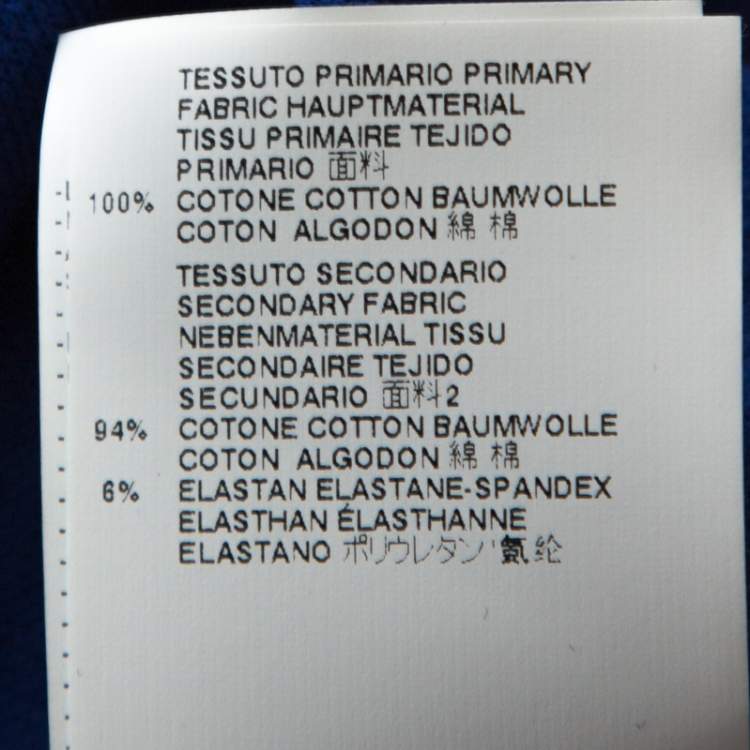 TESSUTO PRIMARIO PRIMARY
FABRIC HAUPTMATERIAL
TISSU PRIMAIRE TEJIDO
PRIMARIO 面料
100% COTONE COTTON BAUMWOLLE
COTON ALGODON 綿 棉
TESSUTO SECONDARIO
SECONDARY FABRIC
NEBENMATERIAL TISSU
SECONDAIRE TEJIDO
SECUNDARIO 面料2
94% COTONE COTTON BAUMWOLLE
COTON ALGODON 綿 棉
6% ELASTAN ELASTANE-SPANDEX
ELASTHAN ÉLASTHANNE
ELASTANO ポリウレタン 氨纶